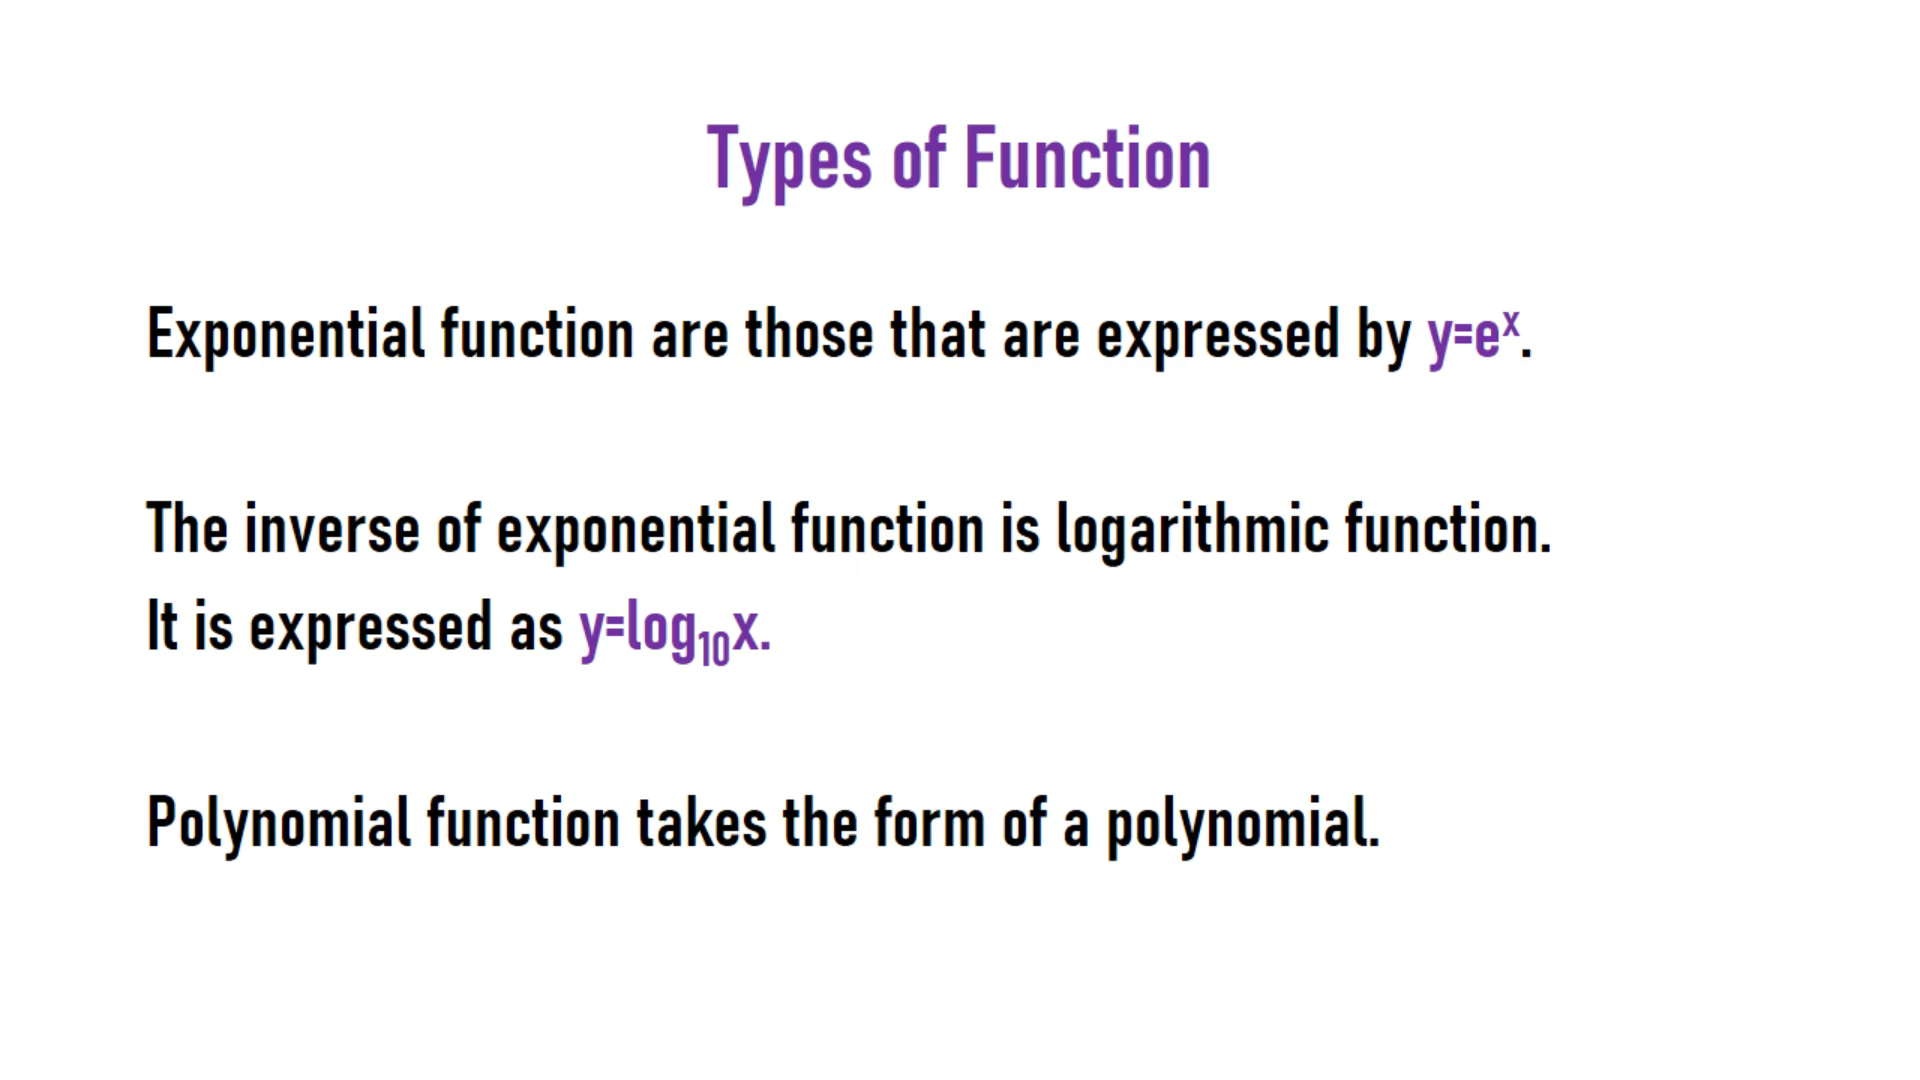 Types of Function
Exponential function are those that are expressed by y=eˣ.
The inverse of exponential function is logarithmic function.
It is expressed as y=log₁₀x.
Polynomial function takes the form of a polynomial.